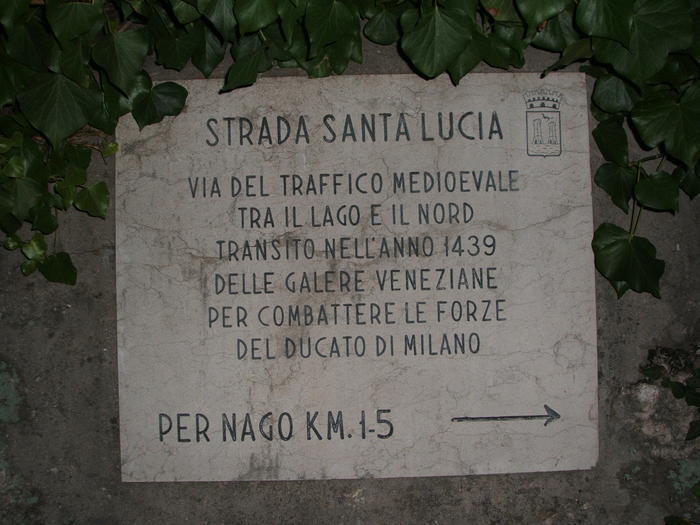 STRADA SANTA LUCIA
VIA DEL TRAFFICO MEDIOEVALE
TRA IL LAGO E IL NORD
TRANSITO NELL'ANNO 1439
DELLE GALERE VENEZIANE
PER COMBATTERE LE FORZE
DEL DUCATO DI MILANO
PER NAGO KM. 1-5